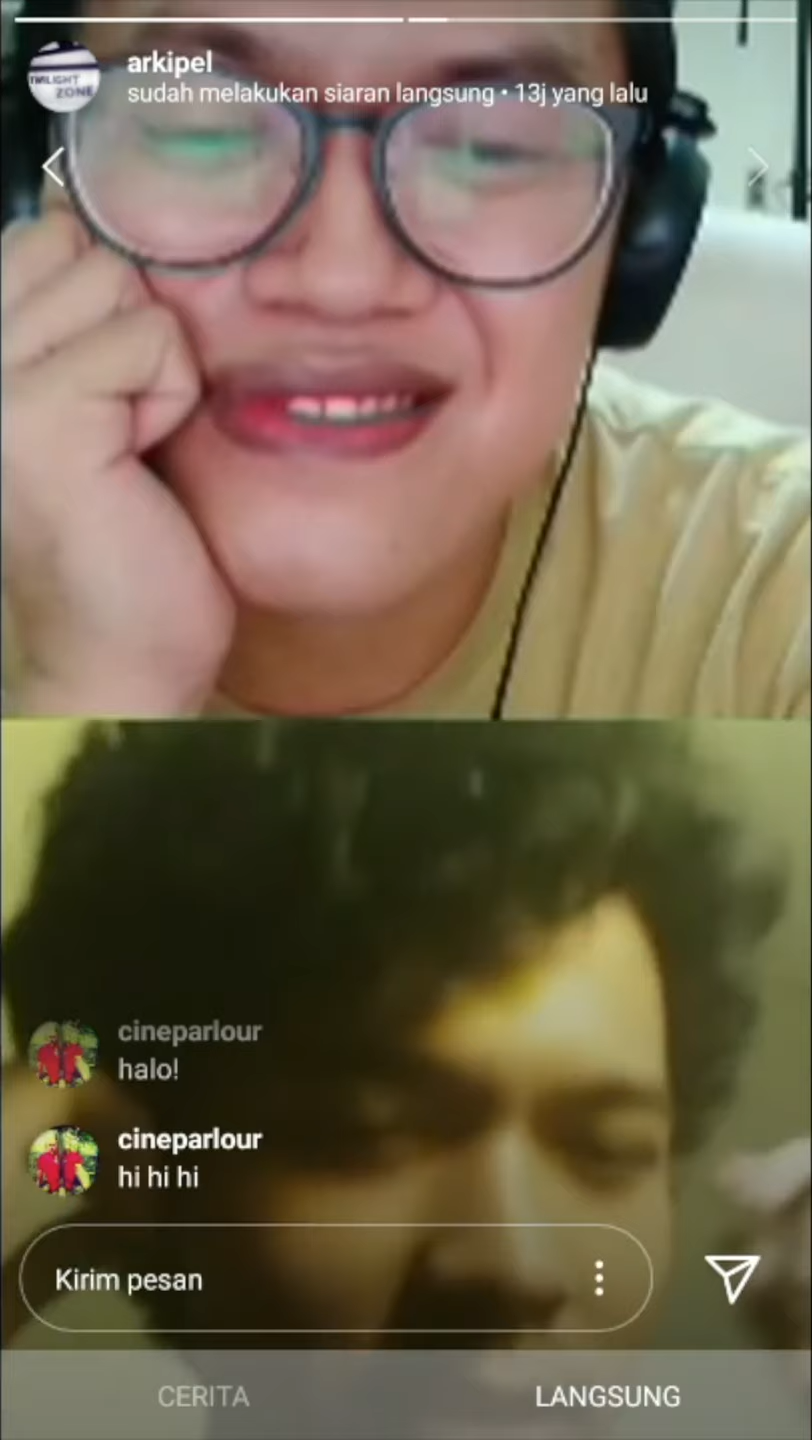 TWILIGHT
ZONE
arkipel
sudah melakukan siaran langsung • 13j yang lalu
cineparlour
halo!
cineparlour
hi hi hi
Kirim pesan
CERITA
LANGSUNG